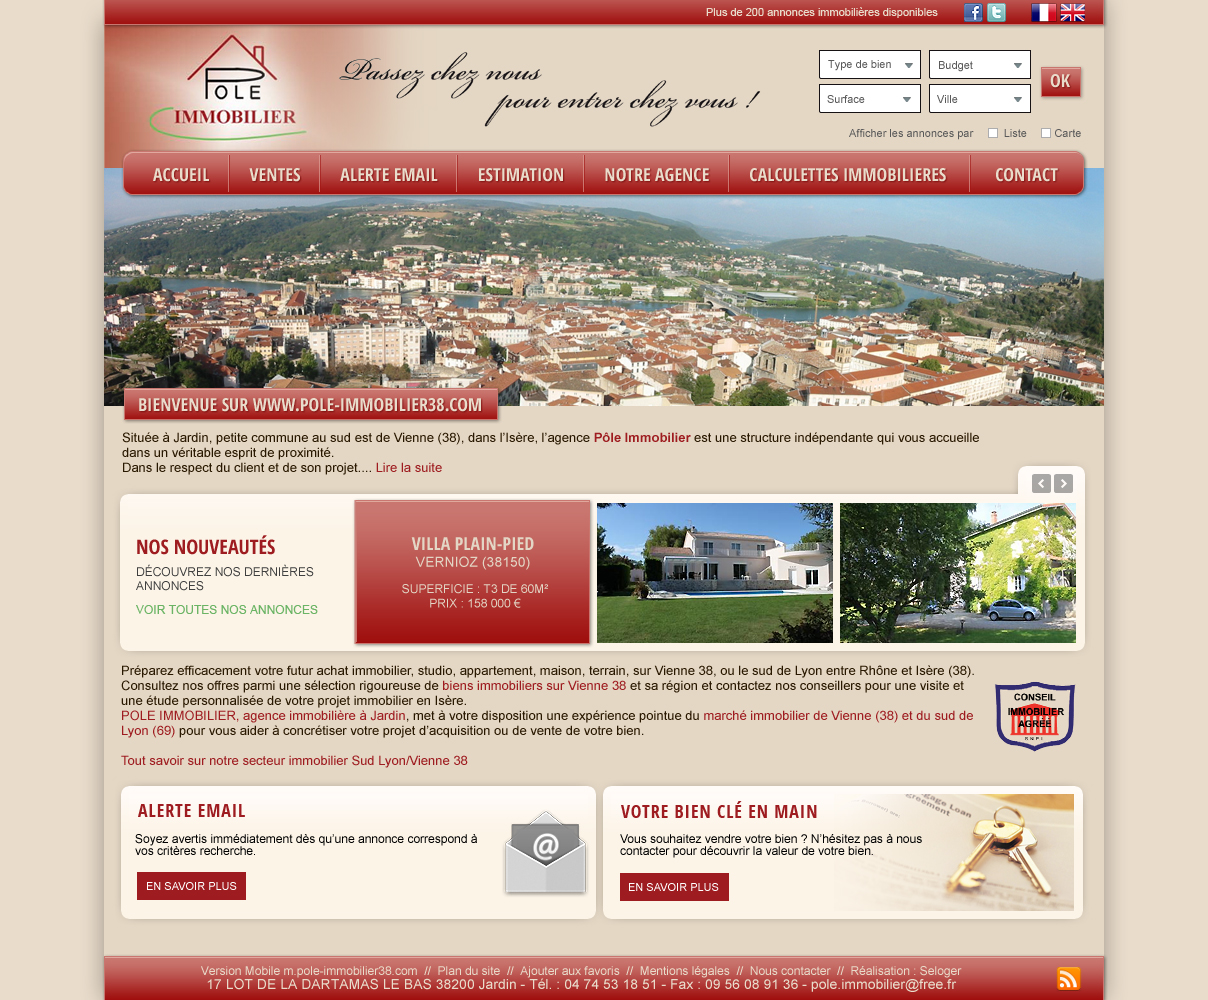 Plus de 200 annonces immobilières disponibles
POLE
IMMOBILIER
Passez chez nous
pour entrer chez vous !
Type de bien
Budget
OK
Surface
Ville
Afficher les annonces par Liste Carte
ACCUEIL VENTES ALERTE EMAIL ESTIMATION NOTRE AGENCE CALCULETTES IMMOBILIERES CONTACT
BIENVENUE SUR WWW.POLE-IMMOBILIER38.COM
Située à Jardin, petite commune au sud est de Vienne (38), dans l'Isère, l'agence Pôle Immobilier est une structure indépendante qui vous accueille
dans un véritable esprit de proximité.
Dans le respect du client et de son projet.... Lire la suite
NOS NOUVEAUTÉS
DÉCOUVREZ NOS DERNIÈRES
ANNONCES
VOIR TOUTES NOS ANNONCES
VILLA PLAIN-PIED
VERNIOZ (38150)
SUPERFICIE : T3 DE 60M²
PRIX : 158 000 €
Préparez efficacement votre futur achat immobilier, studio, appartement, maison, terrain, sur Vienne 38, ou le sud de Lyon entre Rhône et Isère (38).
Consultez nos offres parmi une sélection rigoureuse de biens immobiliers sur Vienne 38 et sa région et contactez nos conseillers pour une visite et
une étude personnalisée de votre projet immobilier en Isère.
POLE IMMOBILIER, agence immobilière à Jardin, met à votre disposition une expérience pointue du marché immobilier de Vienne (38) et du sud de
Lyon (69) pour vous aider à concrétiser votre projet d'acquisition ou de vente de votre bien.
CONSEIL
IMMOBILIER
AGRÉÉ
SNPI
Tout savoir sur notre secteur immobilier Sud Lyon/Vienne 38
ALERTE EMAIL
Soyez avertis immédiatement dès qu'une annonce correspond à
vos critères recherche.
EN SAVOIR PLUS
@
VOTRE BIEN CLÉ EN MAIN
Vous souhaitez vendre votre bien ? N'hésitez pas à nous
contacter pour découvrir la valeur de votre bien.
EN SAVOIR PLUS
Mortgage Loan
Agreement
Version Mobile m.pole-immobilier38.com // Plan du site // Ajouter aux favoris // Mentions légales // Nous contacter // Réalisation : Seloger
17 LOT DE LA DARTAMAS LE BAS 38200 Jardin - Tél. : 04 74 53 18 51 - Fax : 09 56 08 91 36 - pole.immobilier@free.fr